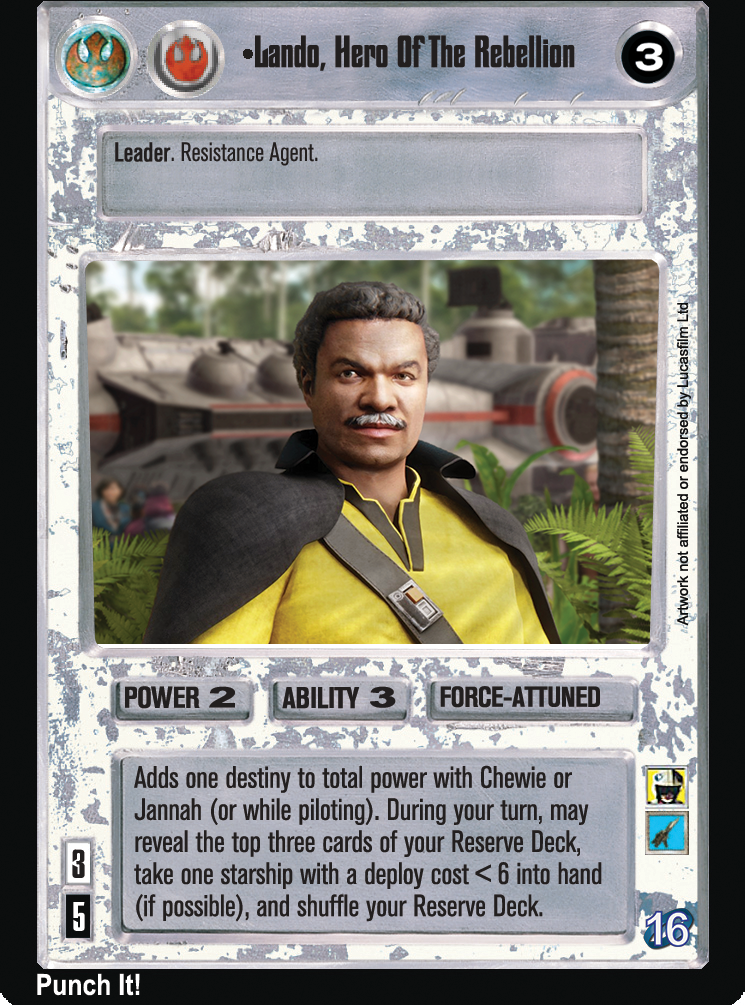 •Lando, Hero Of The Rebellion
3
Leader. Resistance Agent.
Artwork not affiliated or endorsed by Lucasfilm Ltd
POWER 2
ABILITY 3
FORCE-ATTUNED
Adds one destiny to total power with Chewie or
Jannah (or while piloting). During your turn, may
reveal the top three cards of your Reserve Deck,
take one starship with a deploy cost < 6 into hand
(if possible), and shuffle your Reserve Deck.
3
5
16
Punch It!